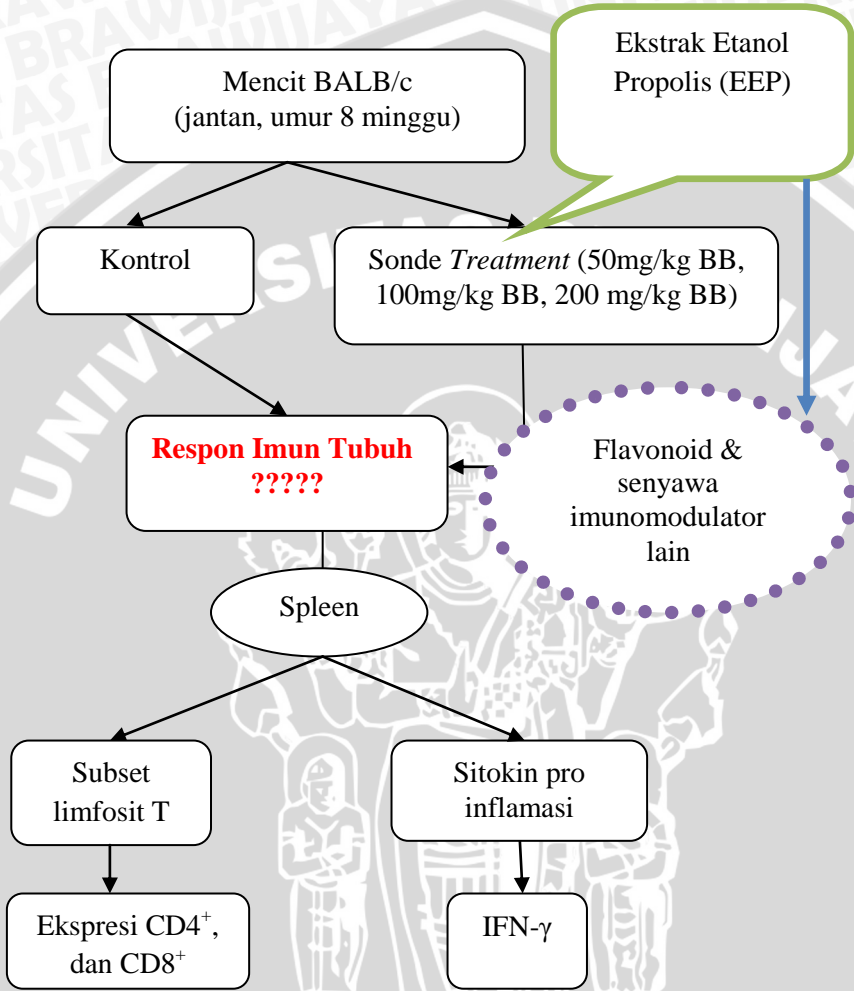 BRAWIJAYA
UNIVERSITAS
Ekstrak Etanol
Propolis (EEP)
Mencit BALB/c
(jantan, umur 8 minggu)
Kontrol
Sonde Treatment (50mg/kg BB,
100mg/kg BB, 200 mg/kg BB)
Respon Imun Tubuh
?????
Flavonoid &
senyawa
imunomodulator
lain
Spleen
Subset
limfosit T
Sitokin pro
inflamasi
Ekspresi CD4⁺,
dan CD8⁺
IFN-γ